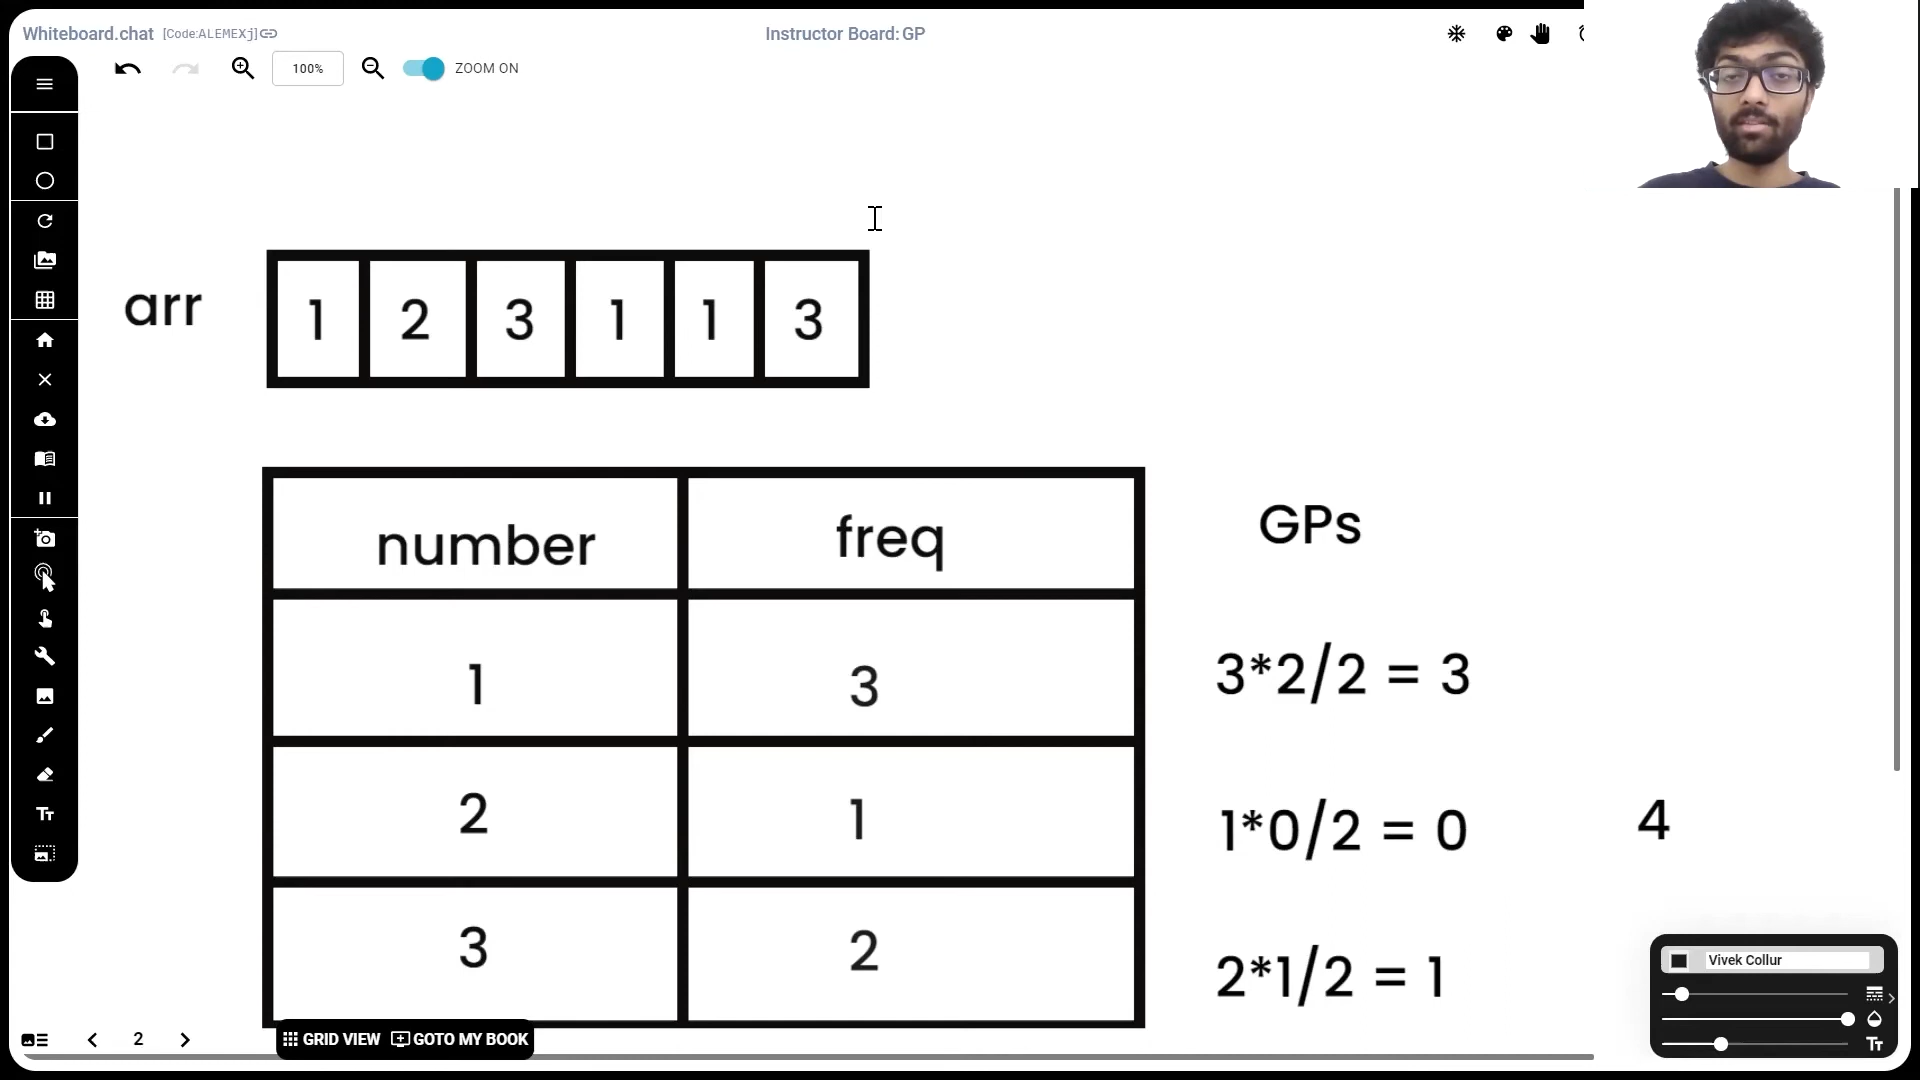 Whiteboard.chat [Code:ALEMEXj] Instructor Board: GP
100% ZOOM ON
arr 1 2 3 1 1 3
number freq GPs
1 3 3*2/2 = 3
2 1 1*0/2 = 0 4
3 2 2*1/2 = 1
Vivek Collur
Tt
Tt
2 GRID VIEW GOTO MY BOOK